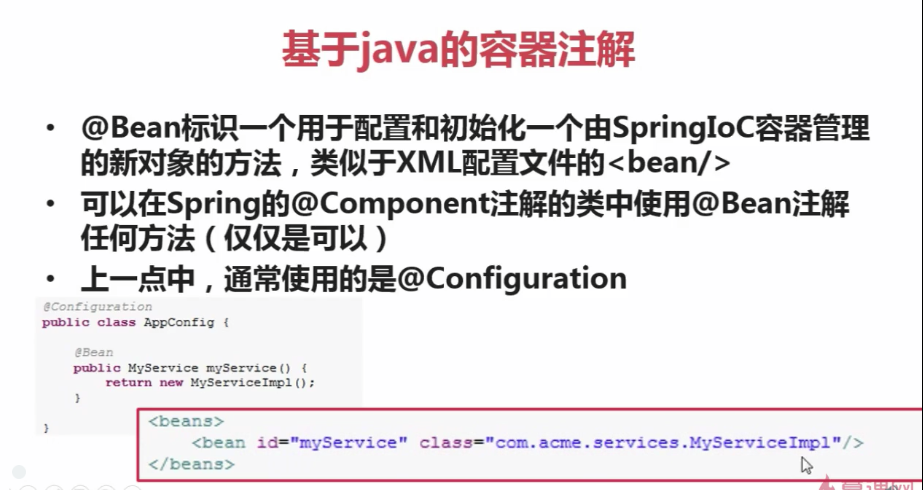 基于java的容器注解
• @Bean标识一个用于配置和初始化一个由SpringIoC容器管理
的新对象的方法，类似于XML配置文件的<bean/>
• 可以在Spring的@Component注解的类中使用@Bean注解
任何方法（仅仅是可以）
• 上一点中，通常使用的是@Configuration
@Configuration
public class AppConfig {
@Bean
public MyService myService() {
return new MyServiceImpl();
}
}
<beans>
<bean id="myService" class="com.acme.services.MyServiceImpl"/>
</beans>